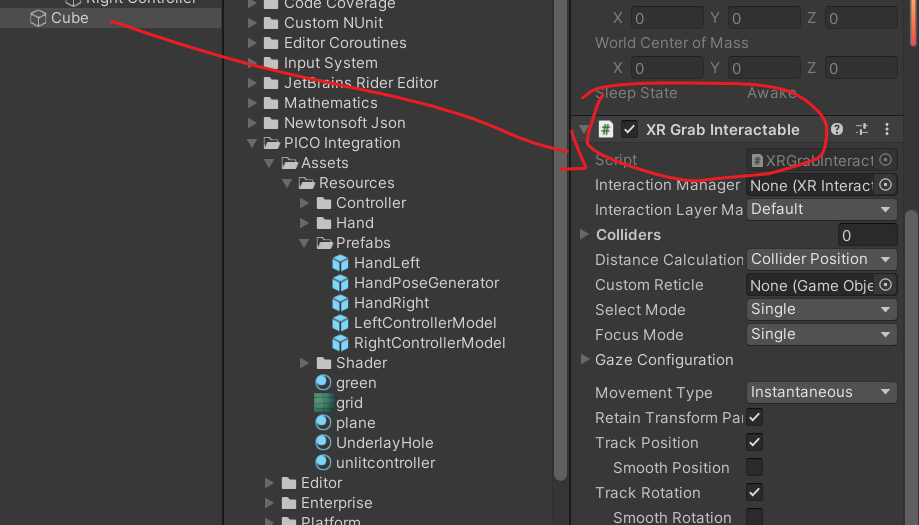 Right Controller
Cube
Code Coverage
Custom NUnit
Editor Coroutines
Input System
JetBrains Rider Editor
Mathematics
Newtonsoft Json
PICO Integration
Assets
Resources
Controller
Hand
Prefabs
HandLeft
HandPoseGenerator
HandRight
LeftControllerModel
RightControllerModel
Shader
green
grid
plane
UnderlayHole
unlitcontroller
Editor
Enterprise
Platform
X 0 Y 0 Z 0
World Center of Mass
X 0 Y 0 Z 0
Sleep State Awake
# XR Grab Interactable
Script # XRGrabInteract
Interaction Manager None (XR Interact
Interaction Layer Ma Default
Colliders 0
Distance Calculation Collider Position
Custom Reticle None (Game Obje
Select Mode Single
Focus Mode Single
Gaze Configuration
Movement Type Instantaneous
Retain Transform Par
Track Position
Smooth Position
Track Rotation
Smooth Rotation